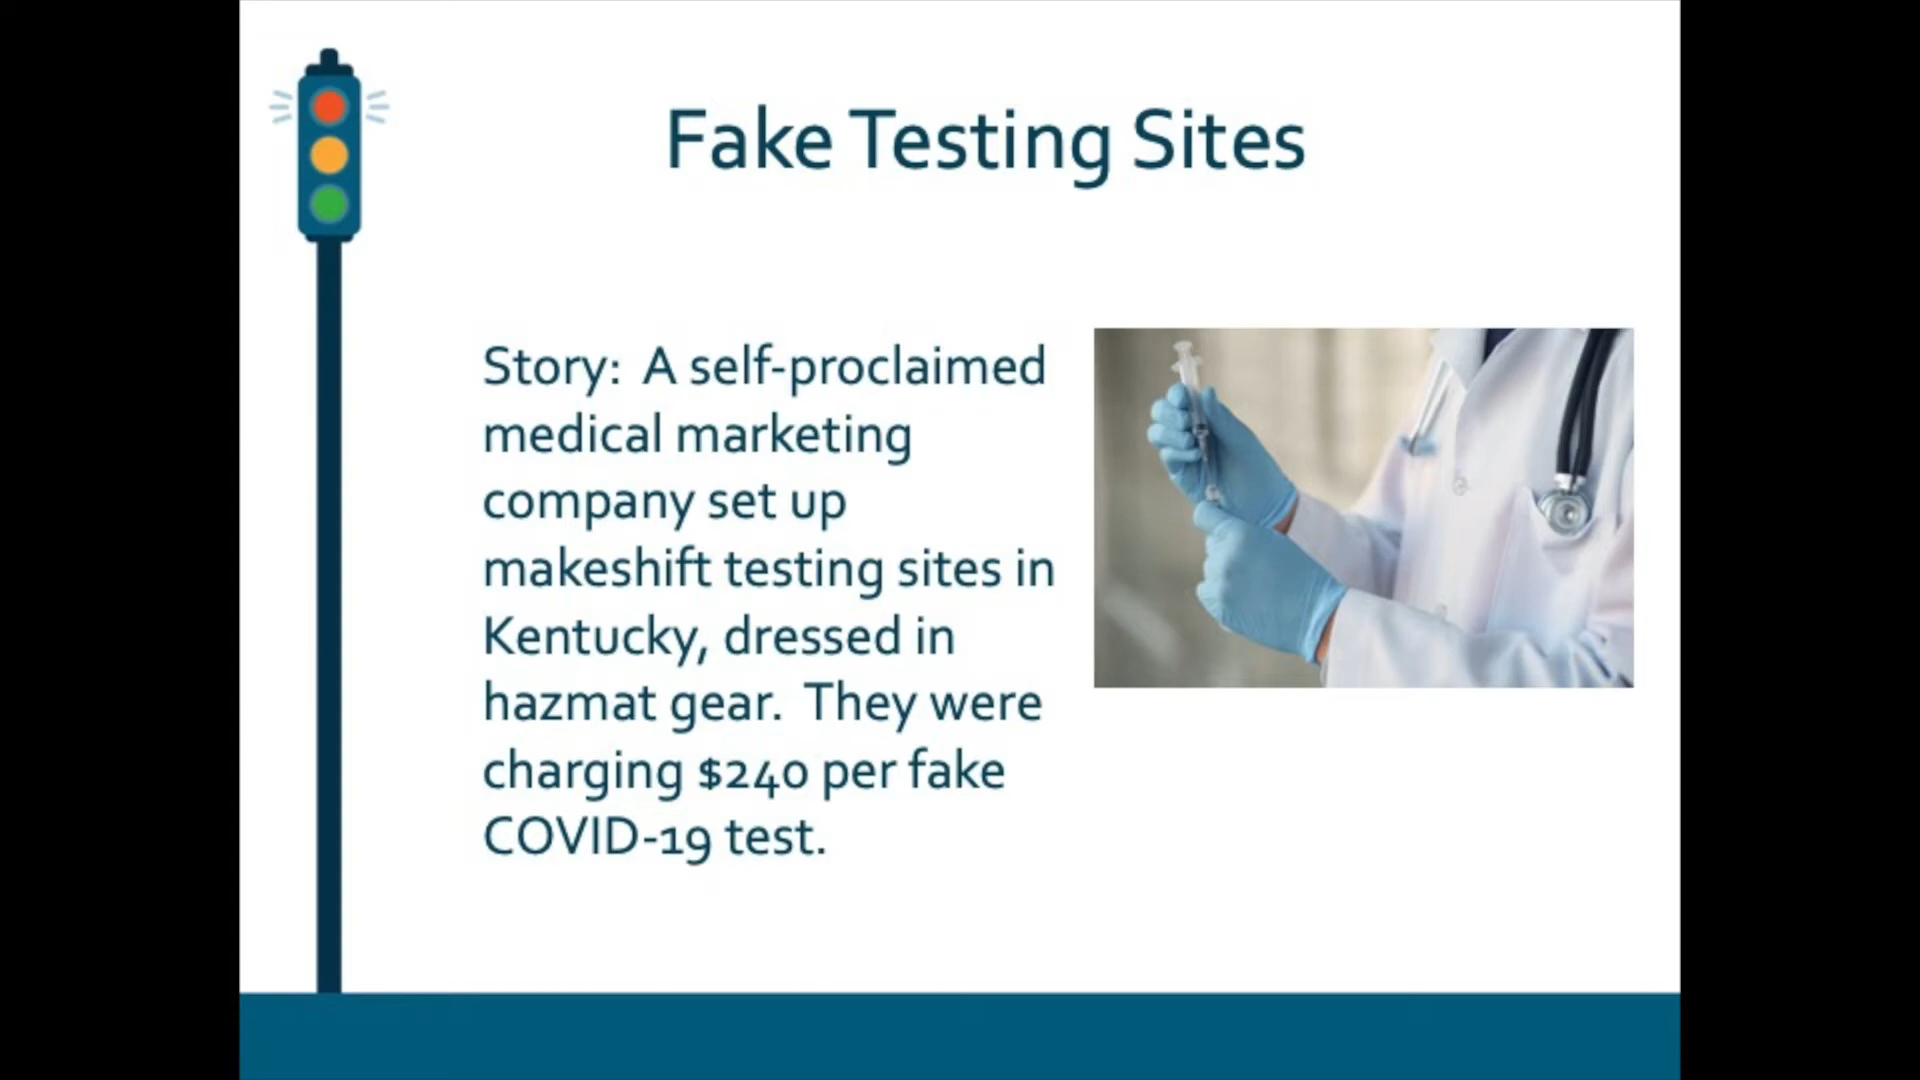 Fake Testing Sites
Story:  A self-proclaimed
medical marketing
company set up
makeshift testing sites in
Kentucky, dressed in
hazmat gear.  They were
charging $240 per fake
COVID-19 test.